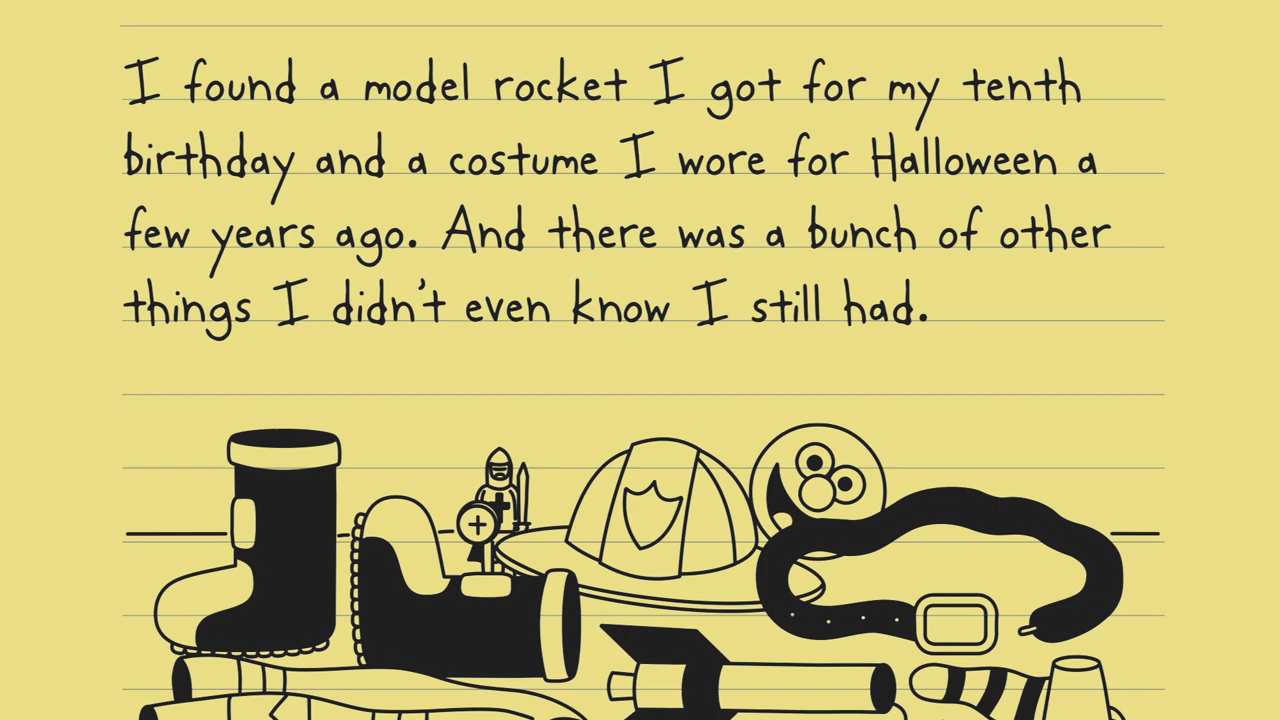 I found a model rocket I got for my tenth
birthday and a costume I wore for Halloween a
few years ago. And there was a bunch of other
things I didn't even know I still had.